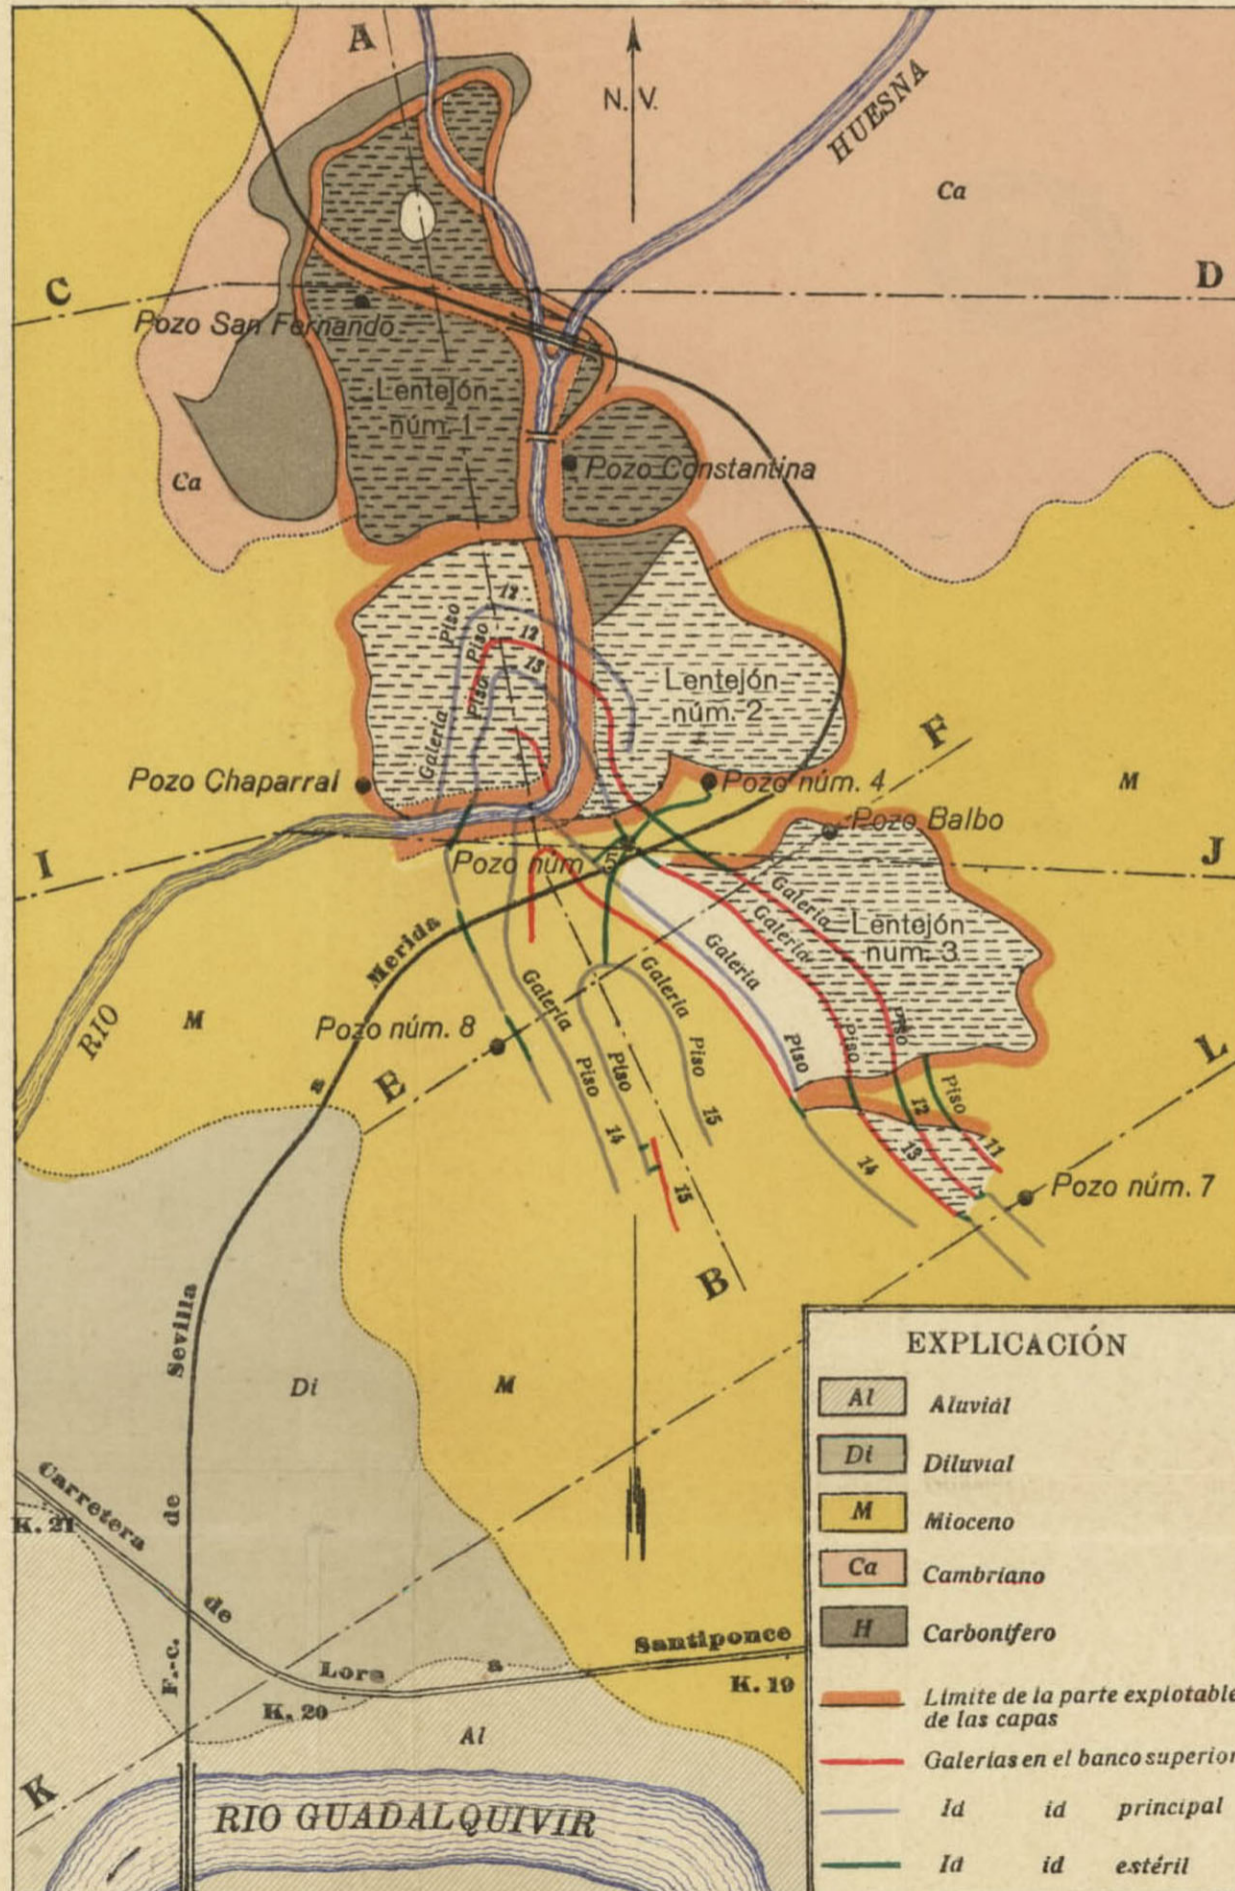 A
N. V.
HUESNA
Ca
C
D
Pozo San Fernando
Lentejón
núm. 1
Ca
Pozo Constantina
12
Piso
12
Piso
13
Piso
Galería
Lentejón
núm. 2
F
Pozo Chaparral
Pozo núm. 4
M
Pozo Balbo
I
J
Pozo núm 5
Galeria
Galeria
Lentejón
num. 3
Merida
Galeria
Galeria
Galeria
RIO
M
Pozo núm. 8
Piso
Piso
Piso
L
a
E
Piso
Piso
Piso
Piso
15
14
12
13
11
14
15
Pozo núm. 7
B
Sevilla
Di
M
EXPLICACIÓN
Al Aluvial
Di Diluvial
M Mioceno
Ca Cambriano
H Carbonífero
Límite de la parte explotable
de las capas
Galerías en el banco superior
Id id principal
Id id estéril
Carretera
K. 21
de
de
Lora
a
Santiponce
K. 19
F.-c.
K. 20
Al
K
RIO GUADALQUIVIR